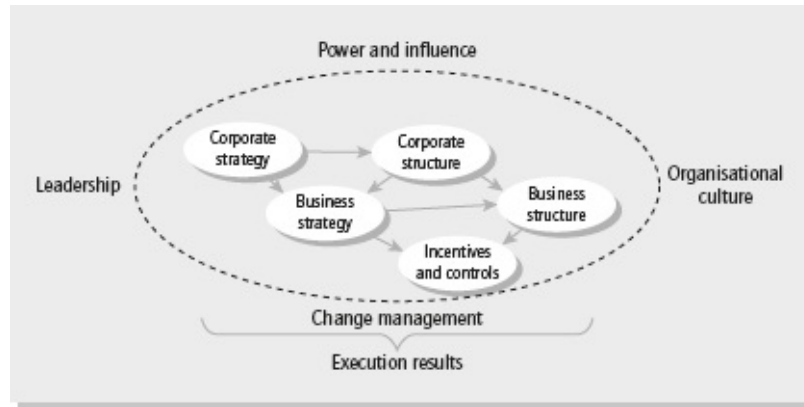 Power and influence
Corporate
strategy
Corporate
structure
Leadership
Organisational
culture
Business
strategy
Business
structure
Incentives
and controls
Change management
Execution results